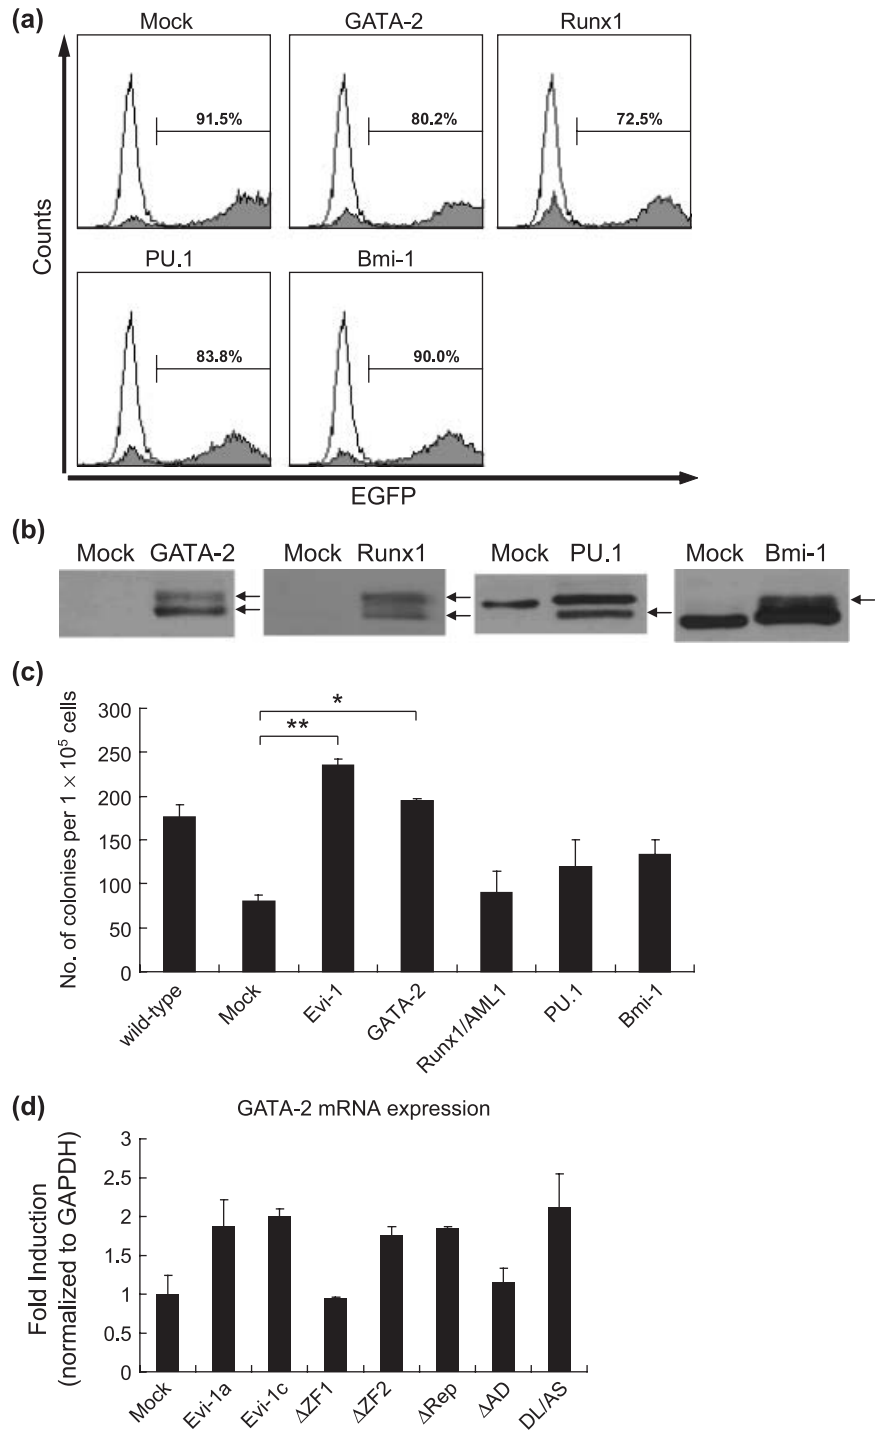 (a)
Mock GATA-2 Runx1
91.5% 80.2% 72.5%
PU.1 Bmi-1
83.8% 90.0%
Counts
EGFP
(b)
Mock GATA-2 Mock Runx1 Mock PU.1 Mock Bmi-1
(c)
No. of colonies per 1 × 10⁵ cells
300
250
200
150
100
50
0
*
**
wild-type Mock Evi-1 GATA-2 Runx1/AML1 PU.1 Bmi-1
(d)
GATA-2 mRNA expression
Fold Induction
(normalized to GAPDH)
3
2.5
2
1.5
1
0.5
0
Mock Evi-1a Evi-1c ΔZF1 ΔZF2 ΔRep ΔAD DL/AS